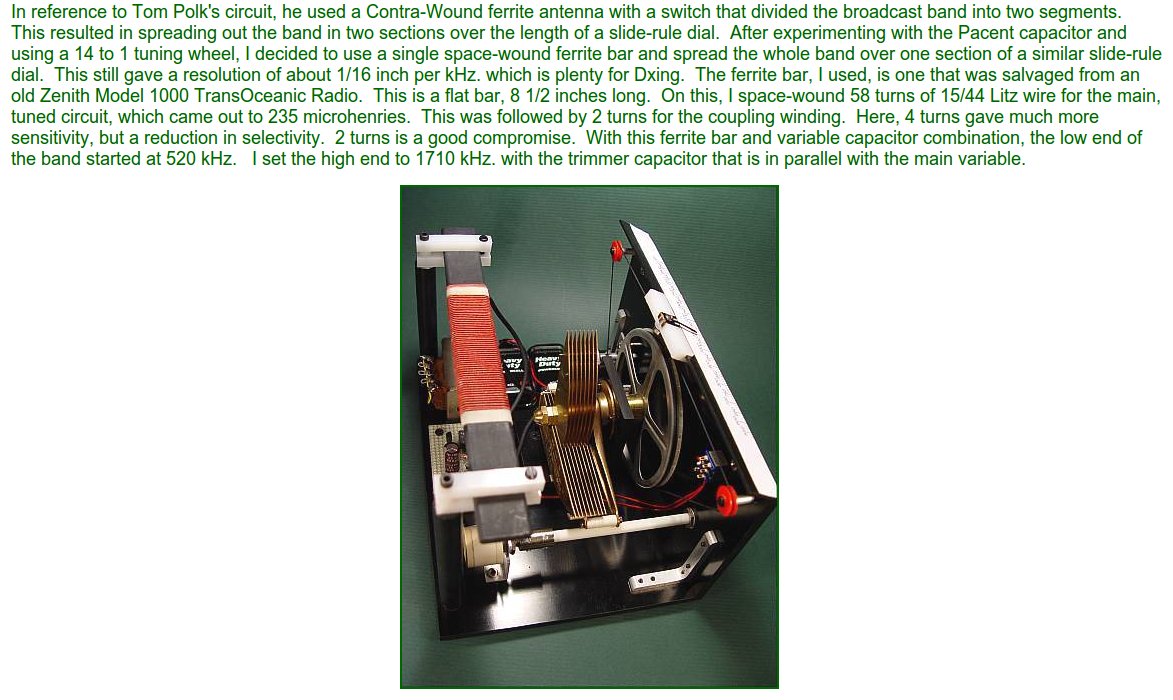 In reference to Tom Polk's circuit, he used a Contra-Wound ferrite antenna with a switch that divided the broadcast band into two segments.
This resulted in spreading out the band in two sections over the length of a slide-rule dial.  After experimenting with the Pacent capacitor and
using a 14 to 1 tuning wheel, I decided to use a single space-wound ferrite bar and spread the whole band over one section of a similar slide-rule
dial.  This still gave a resolution of about 1/16 inch per kHz. which is plenty for Dxing.  The ferrite bar, I used, is one that was salvaged from an
old Zenith Model 1000 TransOceanic Radio.  This is a flat bar, 8 1/2 inches long.  On this, I space-wound 58 turns of 15/44 Litz wire for the main,
tuned circuit, which came out to 235 microhenries.  This was followed by 2 turns for the coupling winding.  Here, 4 turns gave much more
sensitivity, but a reduction in selectivity.  2 turns is a good compromise.  With this ferrite bar and variable capacitor combination, the low end of
the band started at 520 kHz.   I set the high end to 1710 kHz. with the trimmer capacitor that is in parallel with the main variable.
Heavy
Duty